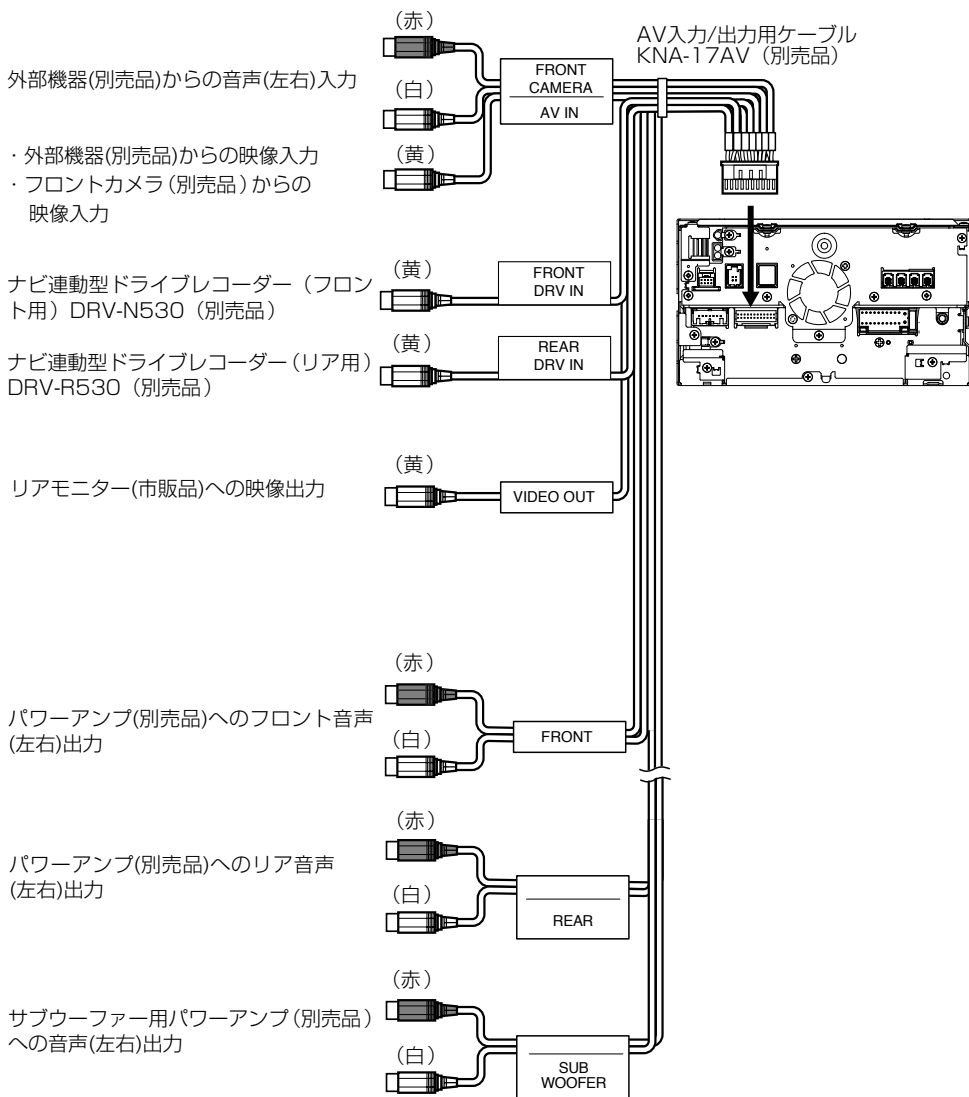 （赤）
AV入力/出力用ケーブル
KNA-17AV（別売品）
外部機器(別売品)からの音声(左右)入力
FRONT
CAMERA
（白）
AV IN
・外部機器(別売品)からの映像入力
（黄）
・フロントカメラ（別売品）からの
映像入力
ナビ連動型ドライブレコーダー（フロン
ト用）DRV-N530（別売品）
（黄）
FRONT
DRV IN
ナビ連動型ドライブレコーダー（リア用）
DRV-R530（別売品）
（黄）
REAR
DRV IN
リアモニター(市販品)への映像出力
（黄）
VIDEO OUT
（赤）
パワーアンプ(別売品)へのフロント音声
(左右)出力
（白）
FRONT
（赤）
パワーアンプ(別売品)へのリア音声
(左右)出力
（白）
REAR
（赤）
サブウーファー用パワーアンプ（別売品）
への音声(左右)出力
（白）
SUB
WOOFER